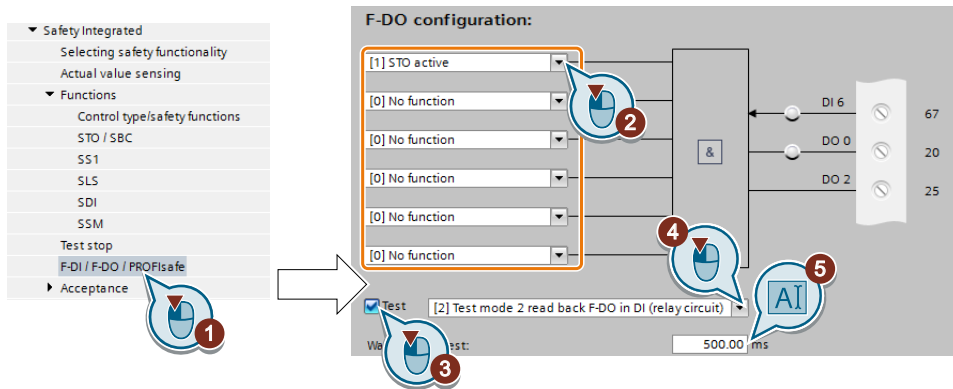 Safety Integrated
Selecting safety functionality
Actual value sensing
Functions
Control type/safety functions
STO / SBC
SS1
SLS
SDI
SSM
Test stop
F-DI / F-DO / PROFIsafe
Acceptance
1
F-DO configuration:
[1] STO active
[0] No function
[0] No function
[0] No function
[0] No function
[0] No function
2
&
DI 6
67
DO 0
20
DO 2
25
4
5
AI
Test
[2] Test mode 2 read back F-DO in DI (relay circuit)
Wa
est:
500.00 ms
3